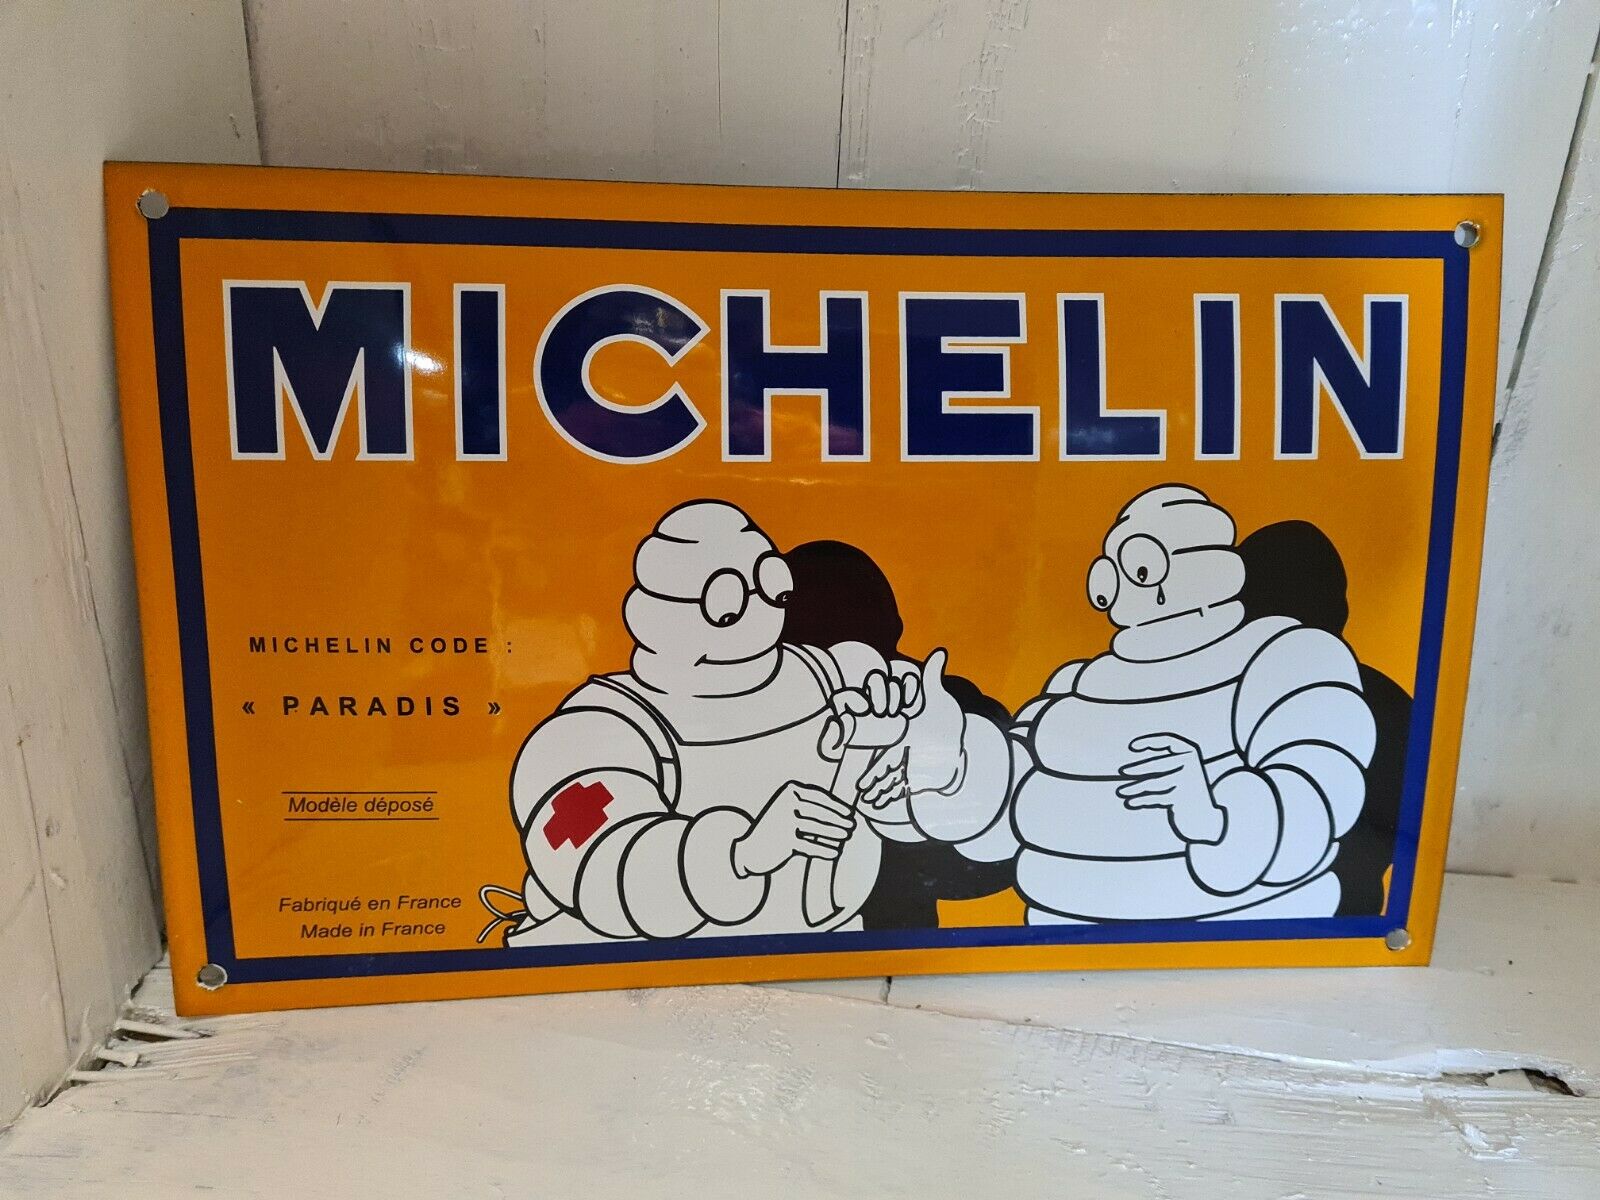 MICHELIN
MICHELIN CODE :
« PARADIS »
Modèle déposé
Fabriqué en France
Made in France